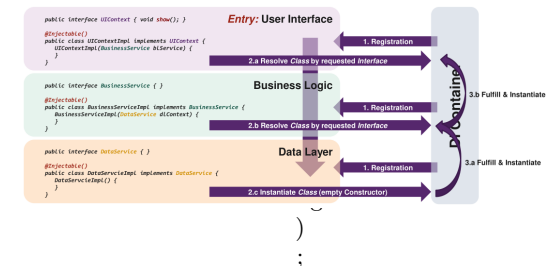 public interface UIContext { void show(); }
Entry: User Interface
@Injectable()
public class UIContextImpl implements UIContext {
UIContextImpl(BusinessService biService) {
}
}
1. Registration
2.a Resolve Class by requested Interface
public interface BusinessService { }
Business Logic
@Injectable()
public class BusinessServiceImpl implements BusinessService {
BusinessServiceImpl(DataService diContext) {
}
}
1. Registration
2.b Resolve Class by requested Interface
public interface DataService { }
Data Layer
@Injectable()
public class DataServcieImpl implements DataService {
DataServcieImpl() {
}
}
1. Registration
2.c Instantiate Class (empty Constructor)
DI Container
3.b Fulfill & Instantiate
3.a Fulfill & Instantiate
)
;